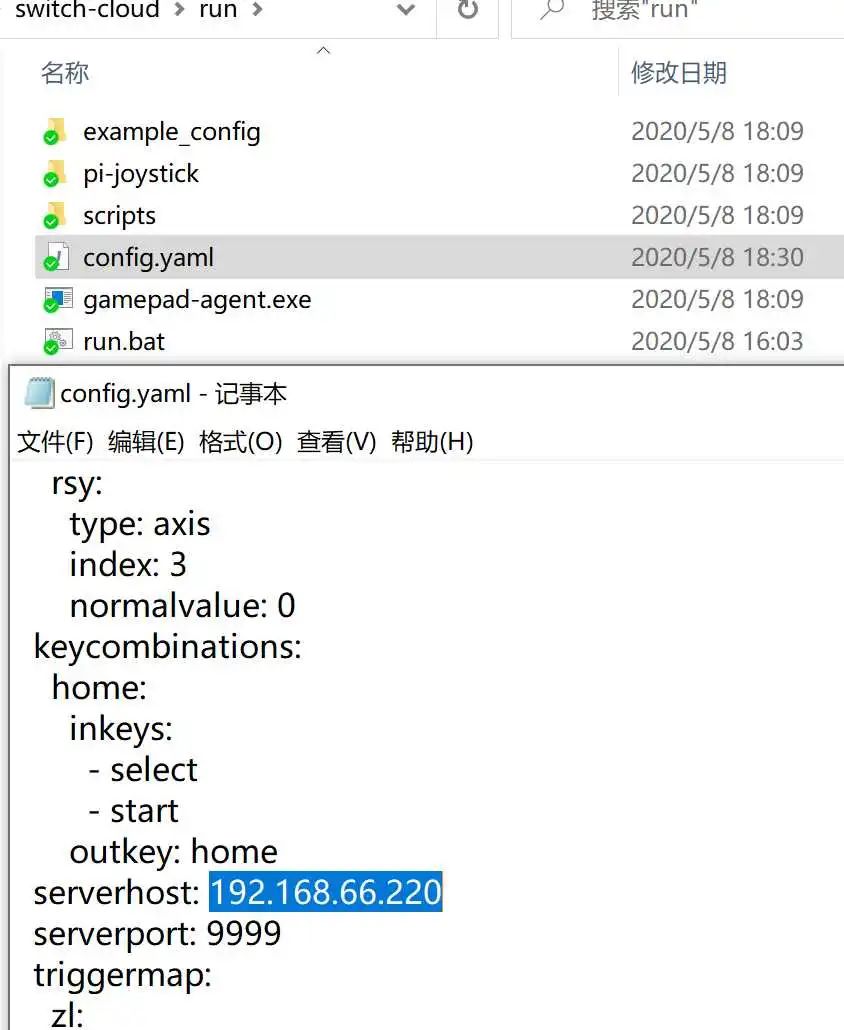 switch-cloud > run >
搜索"run"
名称 修改日期
example_config 2020/5/8 18:09
pi-joystick 2020/5/8 18:09
scripts 2020/5/8 18:09
config.yaml 2020/5/8 18:30
gamepad-agent.exe 2020/5/8 18:09
run.bat 2020/5/8 16:03
config.yaml - 记事本
文件(F) 编辑(E) 格式(O) 查看(V) 帮助(H)
rsy:
type: axis
index: 3
normalvalue: 0
keycombinations:
home:
inkeys:
- select
- start
outkey: home
serverhost: 192.168.66.220
serverport: 9999
triggermap:
zl: